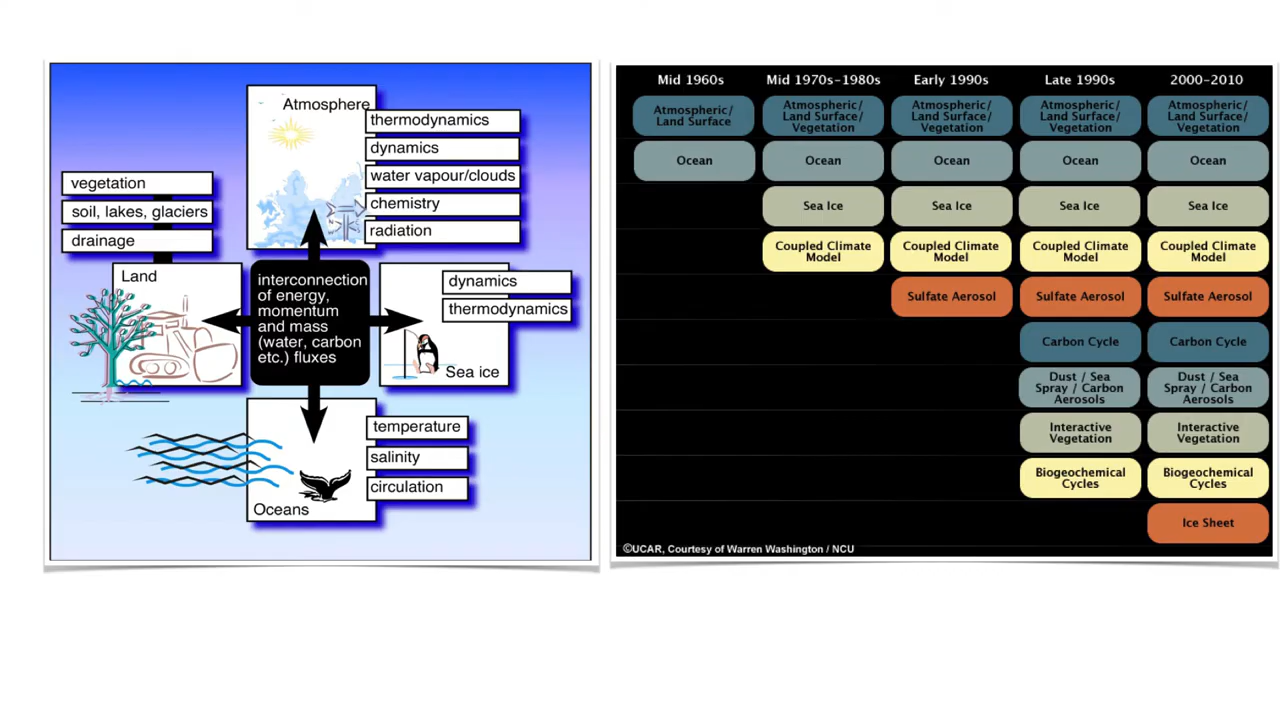 Atmosphere
thermodynamics
dynamics
water vapour/clouds
chemistry
radiation
vegetation
soil, lakes, glaciers
drainage
Land
interconnection
of energy,
momentum
and mass
(water, carbon
etc.) fluxes
dynamics
thermodynamics
Sea ice
temperature
salinity
circulation
Oceans
Mid 1960s
Mid 1970s-1980s
Early 1990s
Late 1990s
2000-2010
Atmospheric/
Land Surface
Atmospheric/
Land Surface/
Vegetation
Atmospheric/
Land Surface/
Vegetation
Atmospheric/
Land Surface/
Vegetation
Atmospheric/
Land Surface/
Vegetation
Ocean
Ocean
Ocean
Ocean
Ocean
Sea Ice
Sea Ice
Sea Ice
Sea Ice
Coupled Climate
Model
Coupled Climate
Model
Coupled Climate
Model
Coupled Climate
Model
Sulfate Aerosol
Sulfate Aerosol
Sulfate Aerosol
Carbon Cycle
Carbon Cycle
Dust / Sea
Spray / Carbon
Aerosols
Dust / Sea
Spray / Carbon
Aerosols
Interactive
Vegetation
Interactive
Vegetation
Biogeochemical
Cycles
Biogeochemical
Cycles
Ice Sheet
©UCAR, Courtesy of Warren Washington / NCU